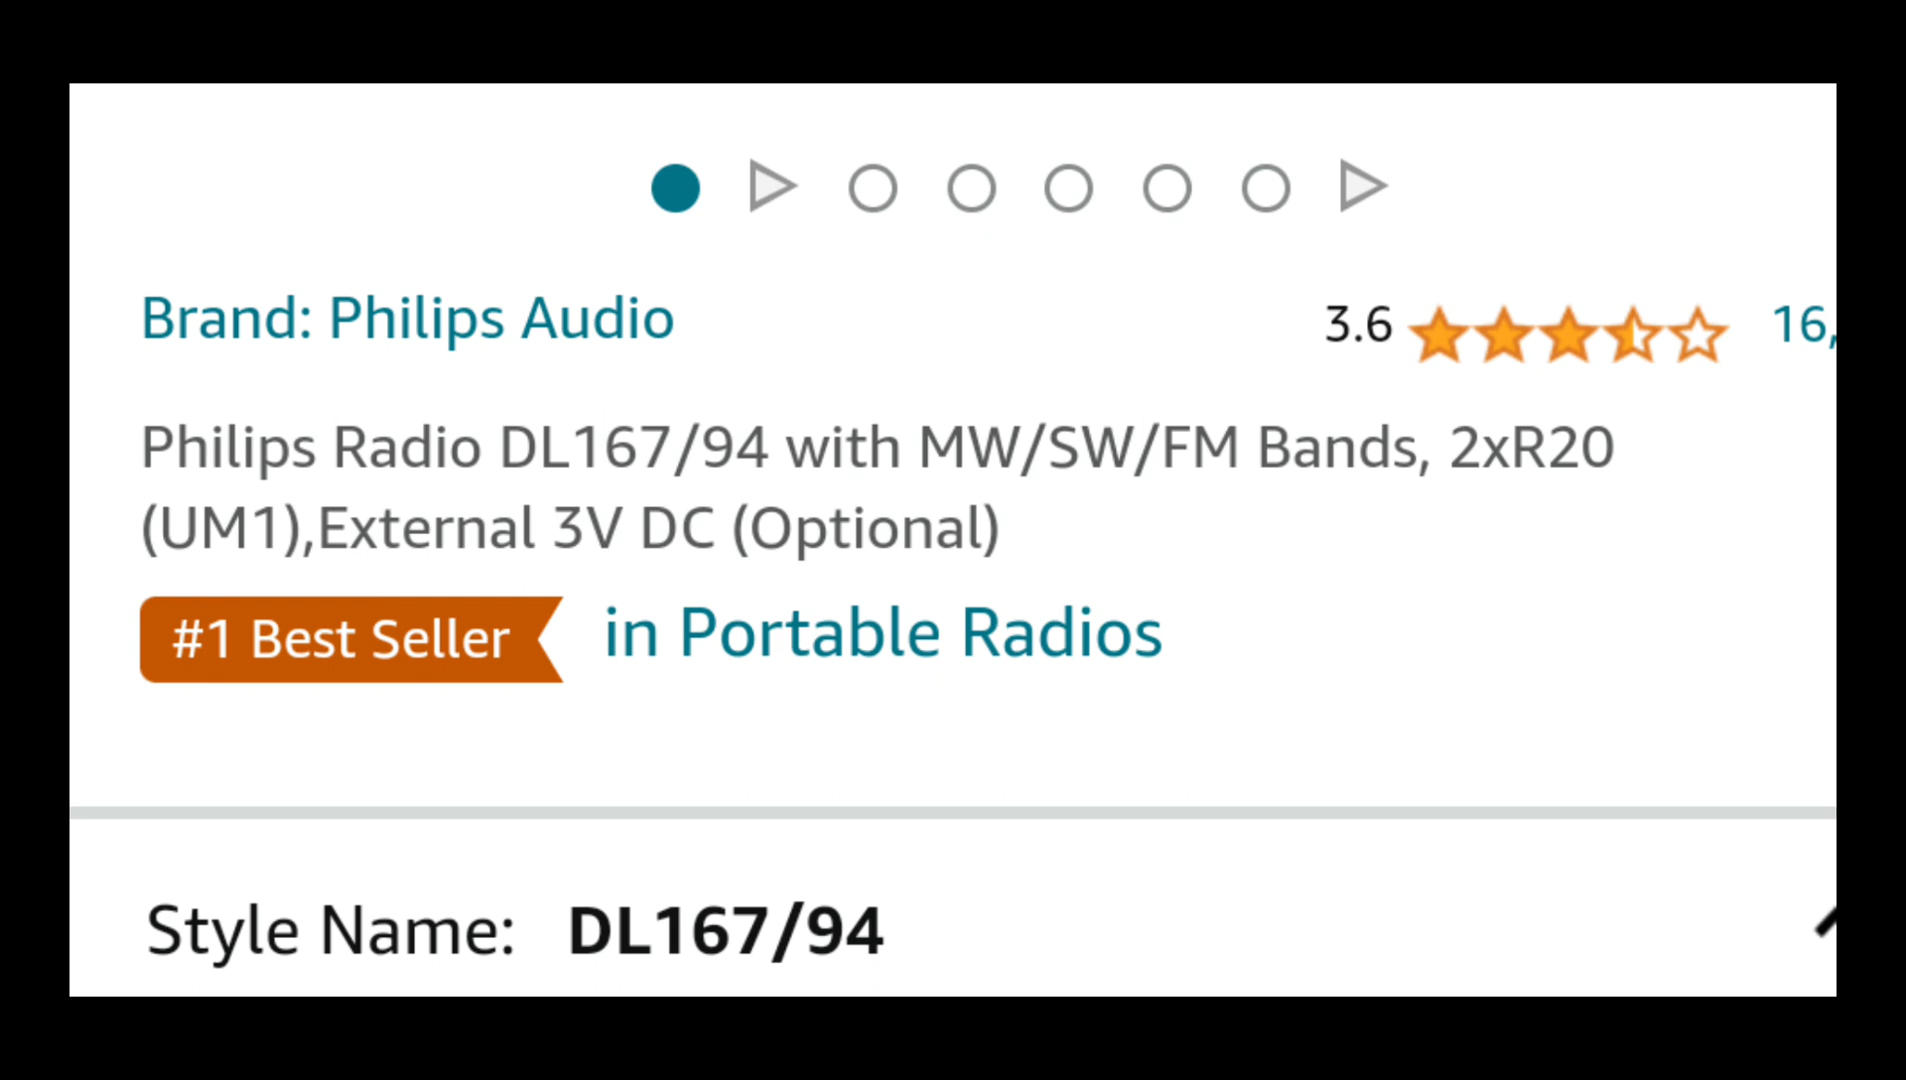 Brand: Philips Audio
3.6
16,
Philips Radio DL167/94 with MW/SW/FM Bands, 2xR20
(UM1),External 3V DC (Optional)
#1 Best Seller in Portable Radios
Style Name: DL167/94